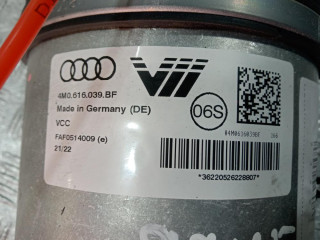 4M0.616.039.BF
Made in Germany (DE)
VCC
FAF0514009 (e)
21/22
06S
*36220526228807*